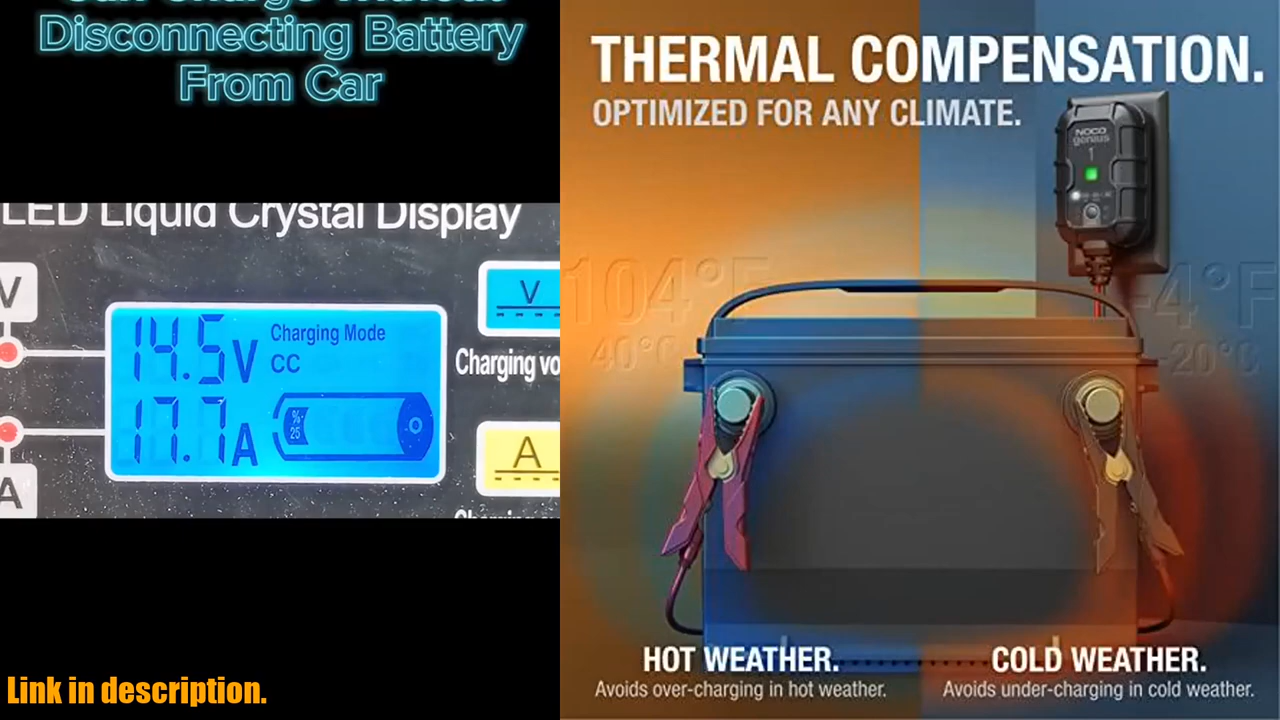 Disconnecting Battery
From Car
LED Liquid Crystal Display
V
14.5V
Charging Mode
CC
17.7A
%
25
V
Charging vo
A
A
Link in description.
THERMAL COMPENSATION.
OPTIMIZED FOR ANY CLIMATE.
NOCO
genius
1
104°F
40°C
-4°F
-20°C
HOT WEATHER.
Avoids over-charging in hot weather.
COLD WEATHER.
Avoids under-charging in cold weather.